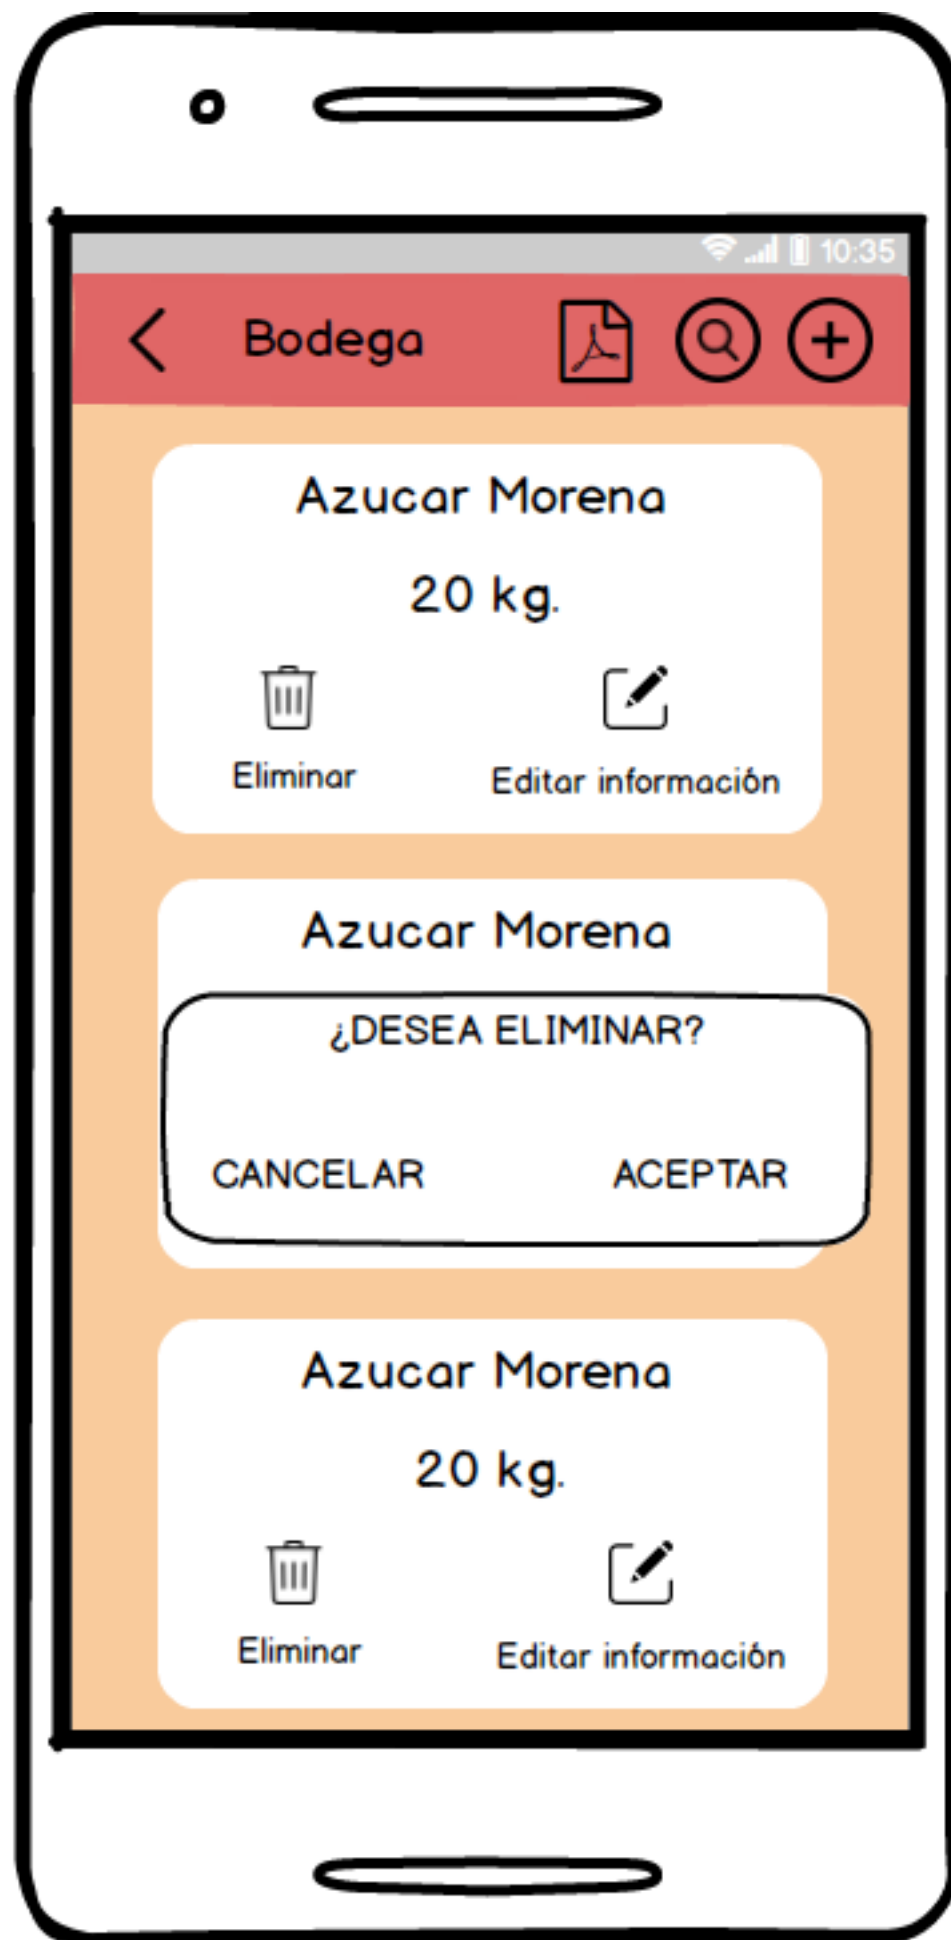 10:35
Bodega
Azucar Morena
20 kg.
Eliminar
Editar información
Azucar Morena
¿DESEA ELIMINAR?
CANCELAR ACEPTAR
Azucar Morena
20 kg.
Eliminar
Editar información